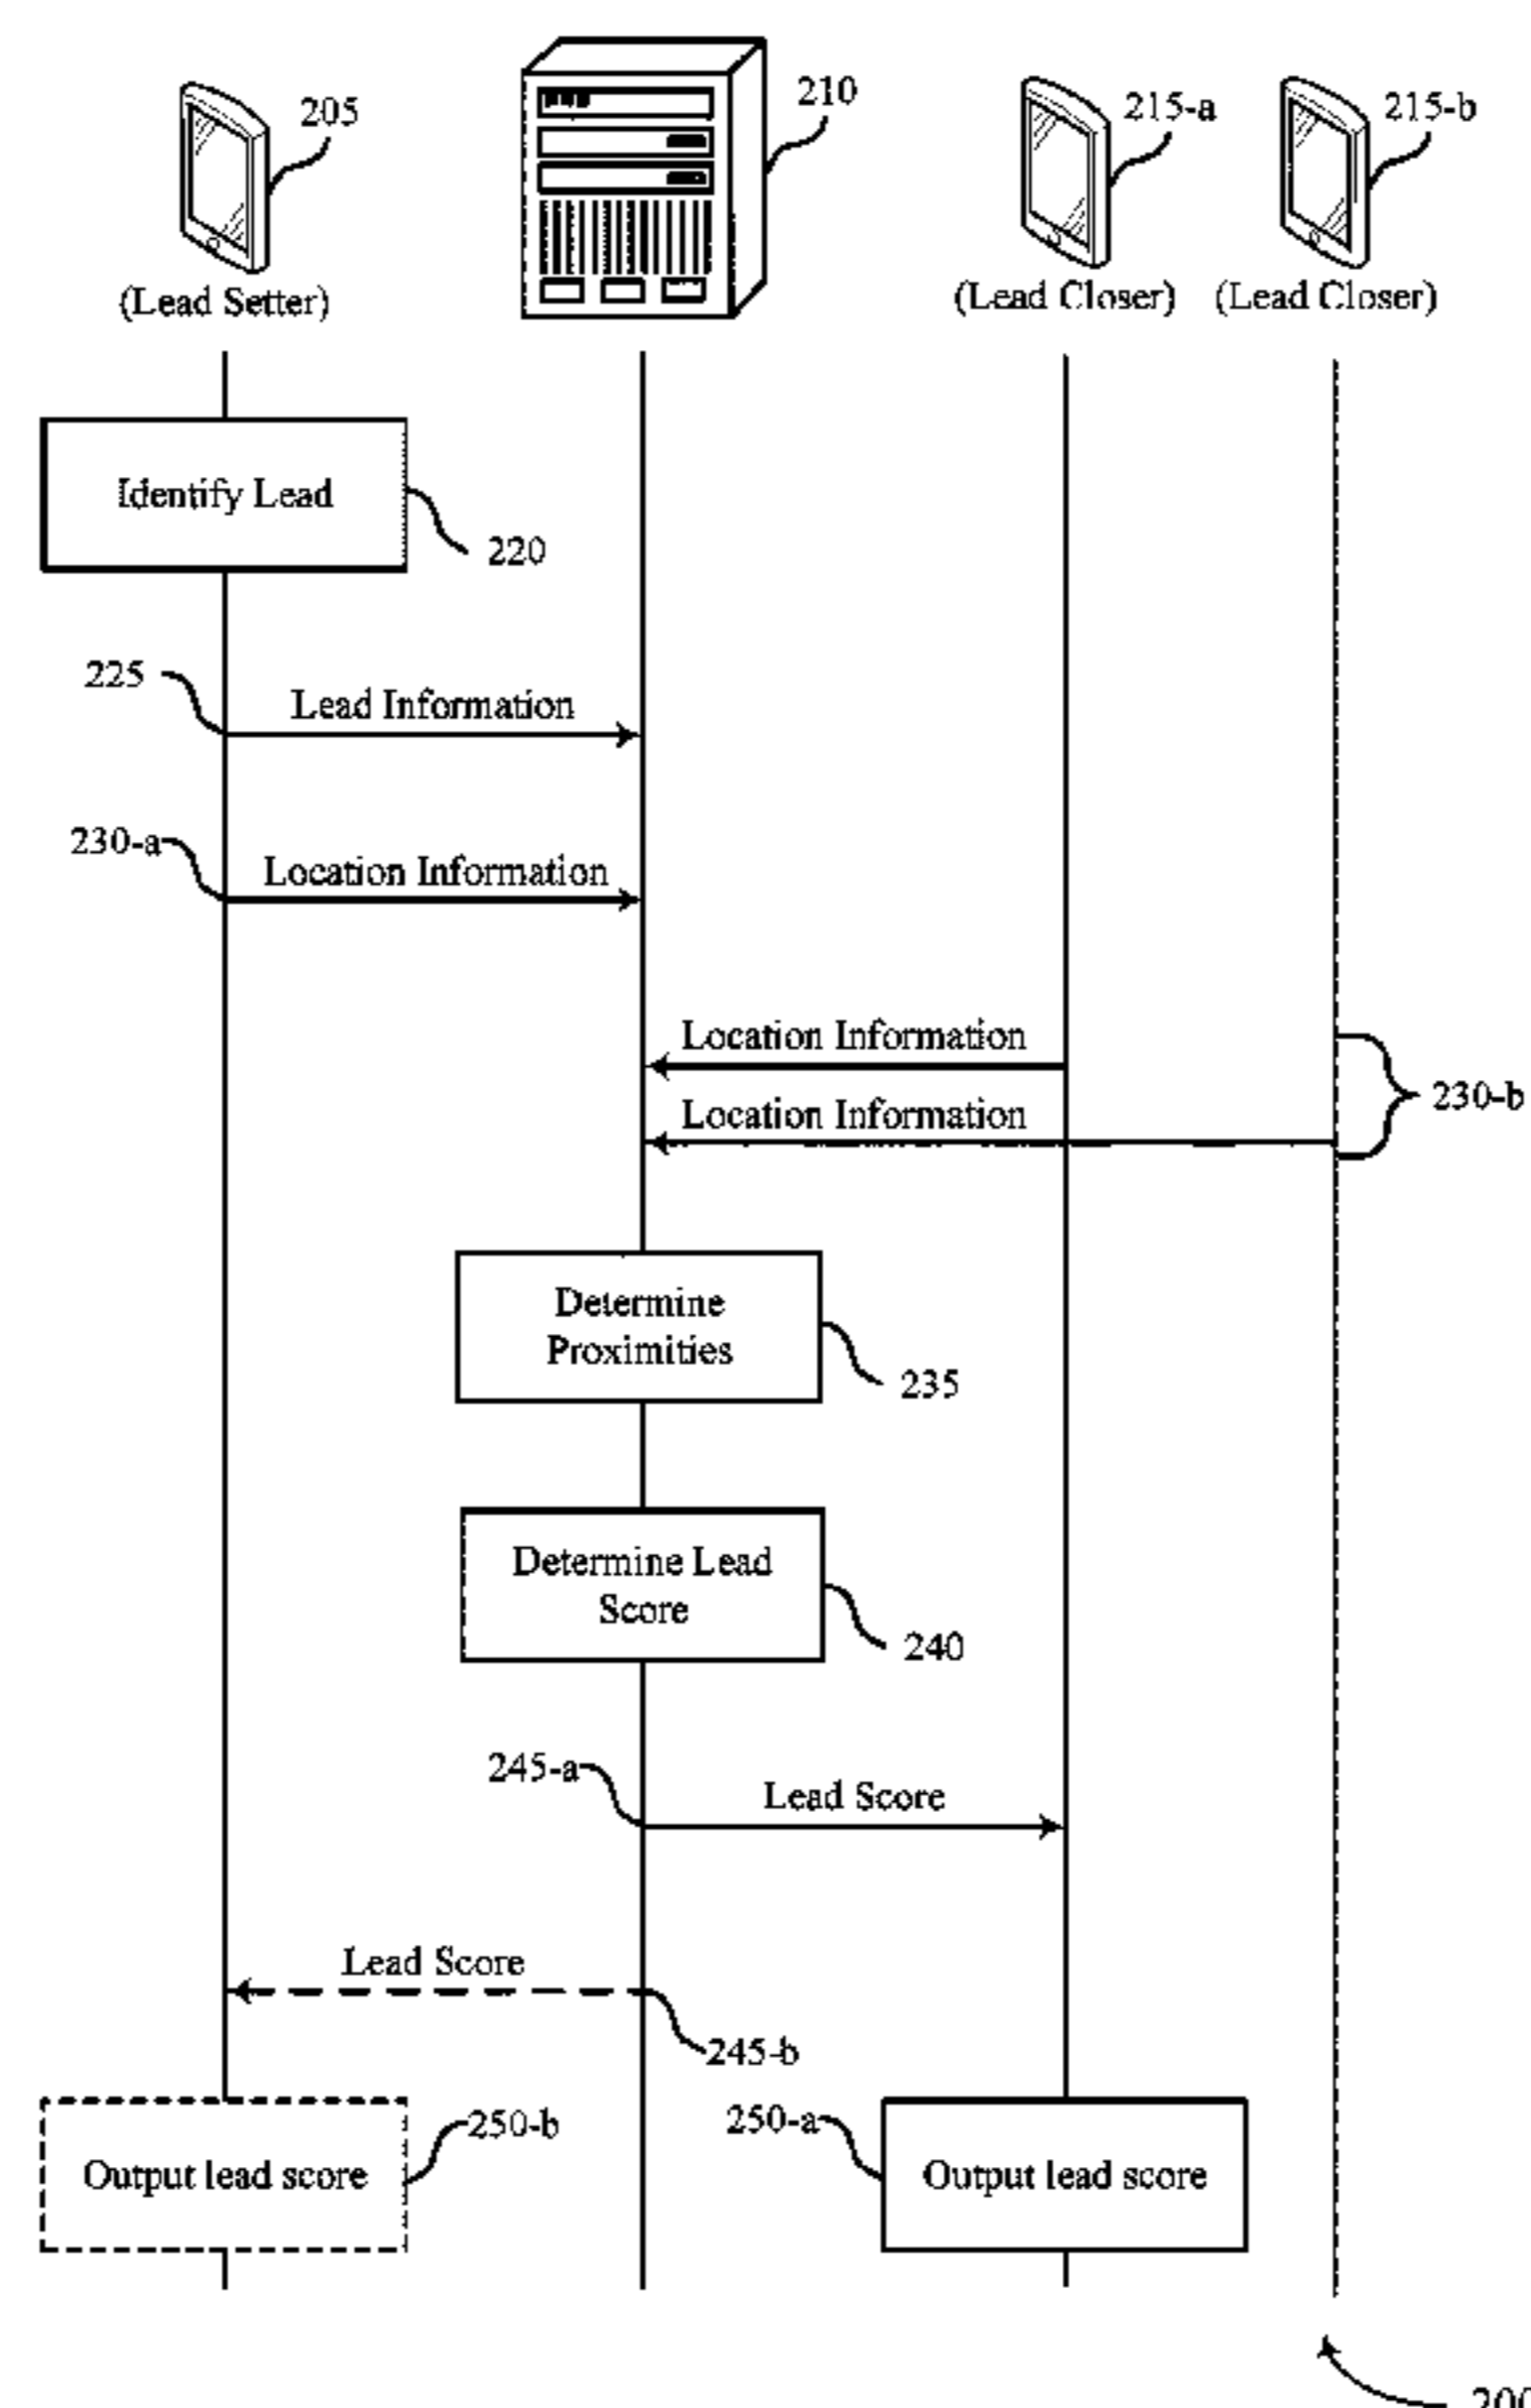 205
210
215-a
215-b
(Lead Setter)
(Lead Closer)
(Lead Closer)
Identify Lead
220
225
Lead Information
230-a
Location Information
Location Information
Location Information
230-b
Determine
Proximities
235
Determine Lead
Score
240
245-a
Lead Score
Lead Score
245-b
250-b
250-a
Output lead score
Output lead score
200